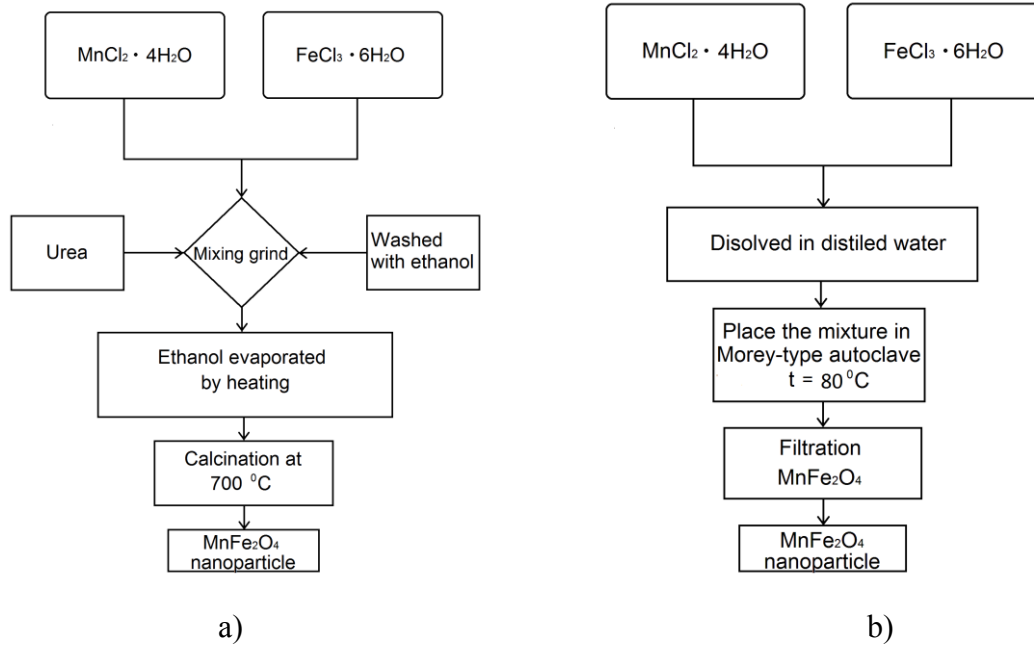 MnCl₂ · 4H₂O
FeCl₃ · 6H₂O
Urea
Mixing grind
Washed
with ethanol
Ethanol evaporated
by heating
Calcination at
700 ⁰C
MnFe₂O₄
nanoparticle
a)
MnCl₂ · 4H₂O
FeCl₃ · 6H₂O
Disolved in distiled water
Place the mixture in
Morey-type autoclave
t = 80 ⁰C
Filtration
MnFe₂O₄
MnFe₂O₄
nanoparticle
b)